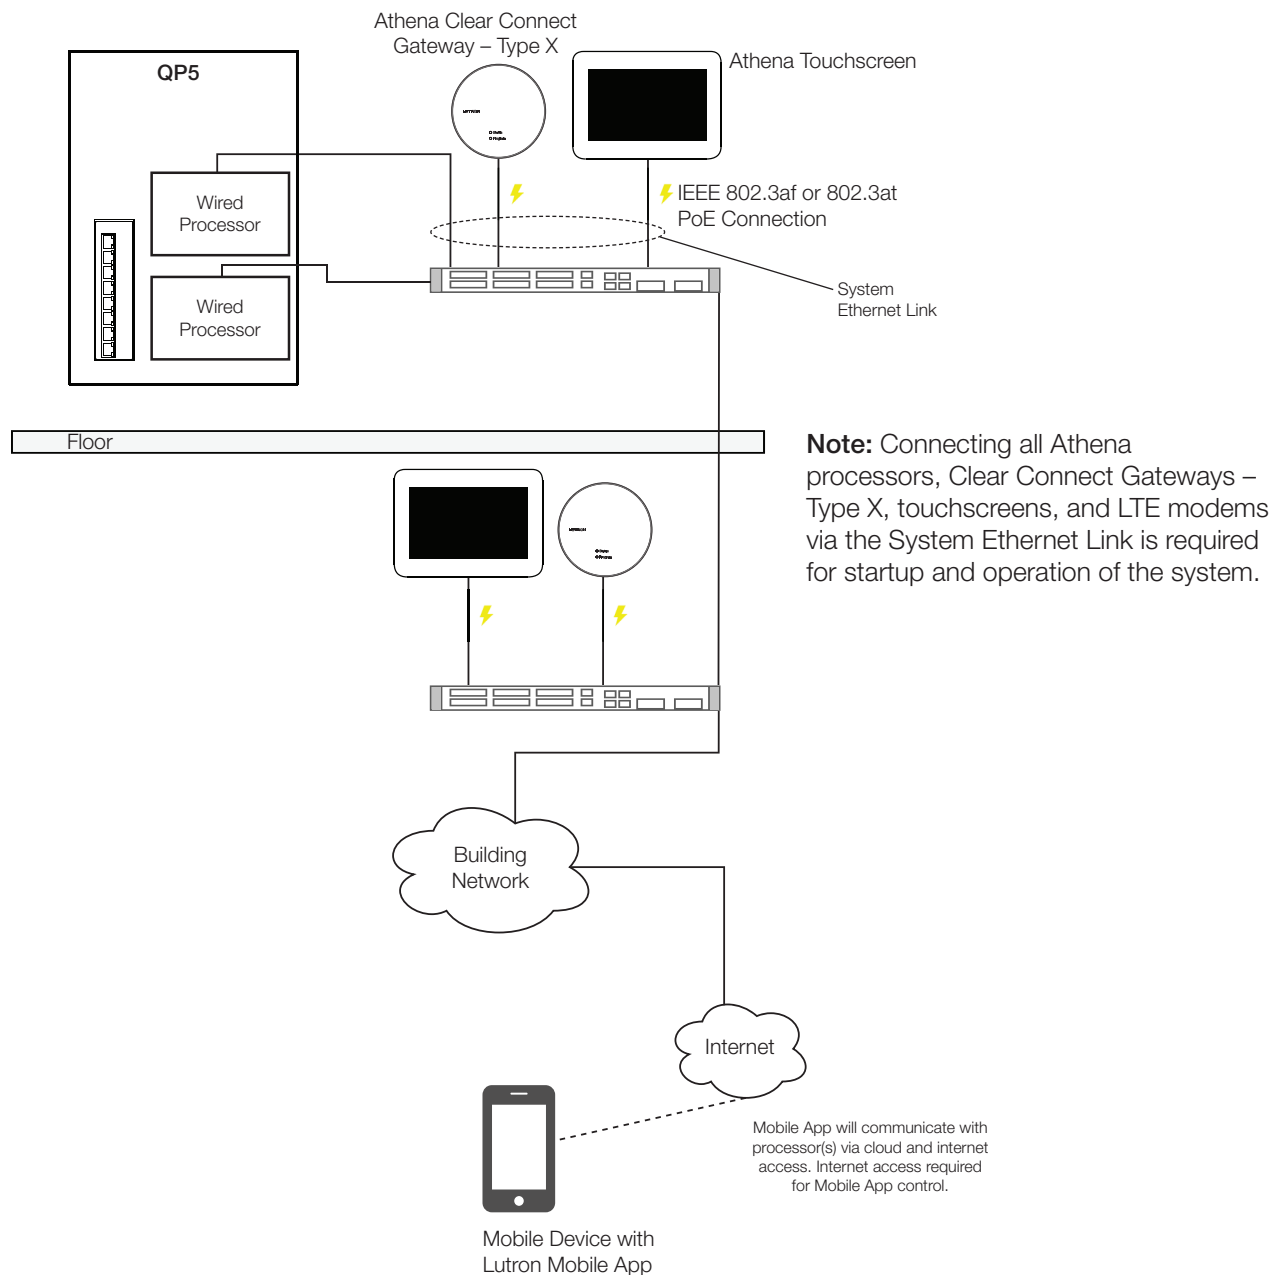 Athena Clear Connect
Gateway – Type X
QP5
Athena Touchscreen
Wired
Processor
IEEE 802.3af or 802.3at
PoE Connection
System
Ethernet Link
Wired
Processor
Floor
Note: Connecting all Athena
processors, Clear Connect Gateways –
Type X, touchscreens, and LTE modems
via the System Ethernet Link is required
for startup and operation of the system.
Building
Network
Internet
Mobile App will communicate with
processor(s) via cloud and internet
access. Internet access required
for Mobile App control.
Mobile Device with
Lutron Mobile App